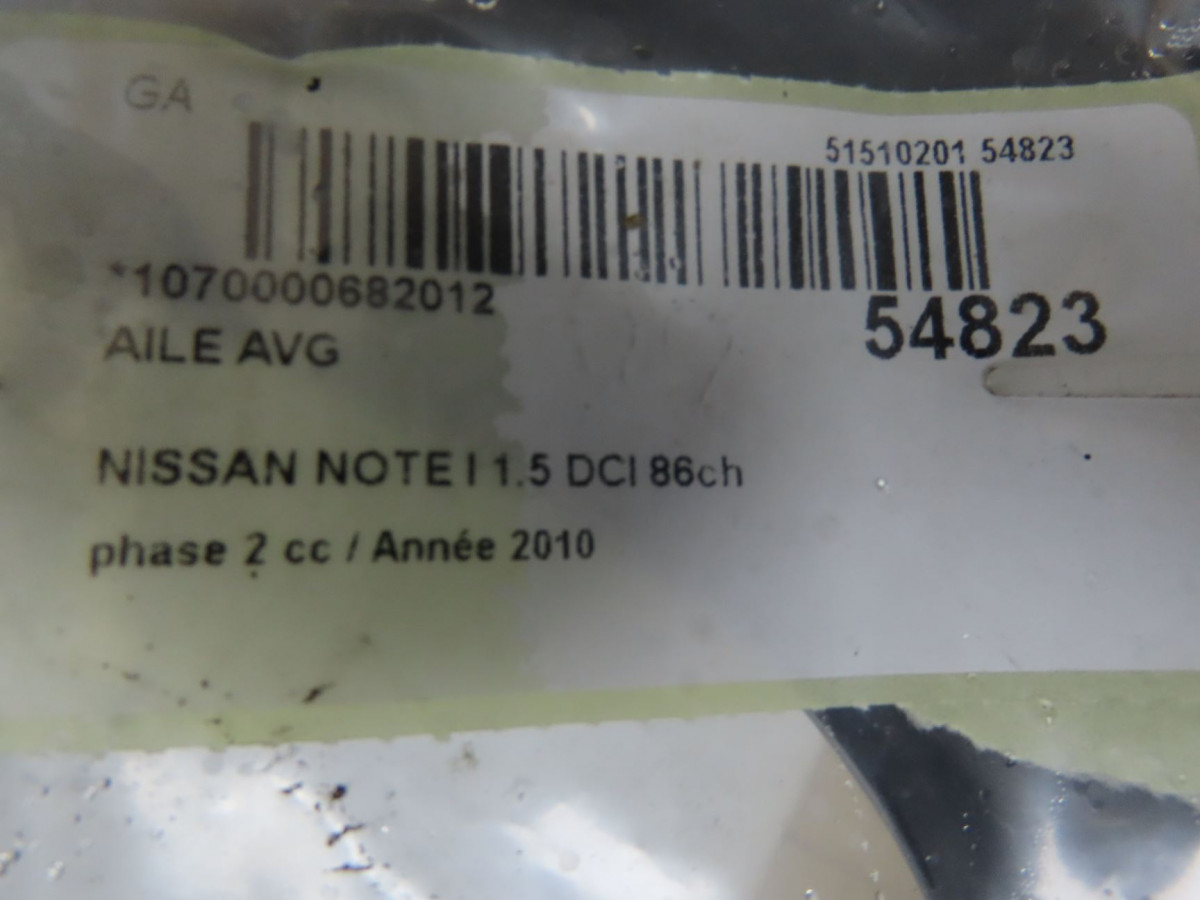 GA
51510201 54823
*1070000682012
54823
AILE AVG
NISSAN NOTE I 1.5 DCI 86ch
phase 2 cc / Année 2010